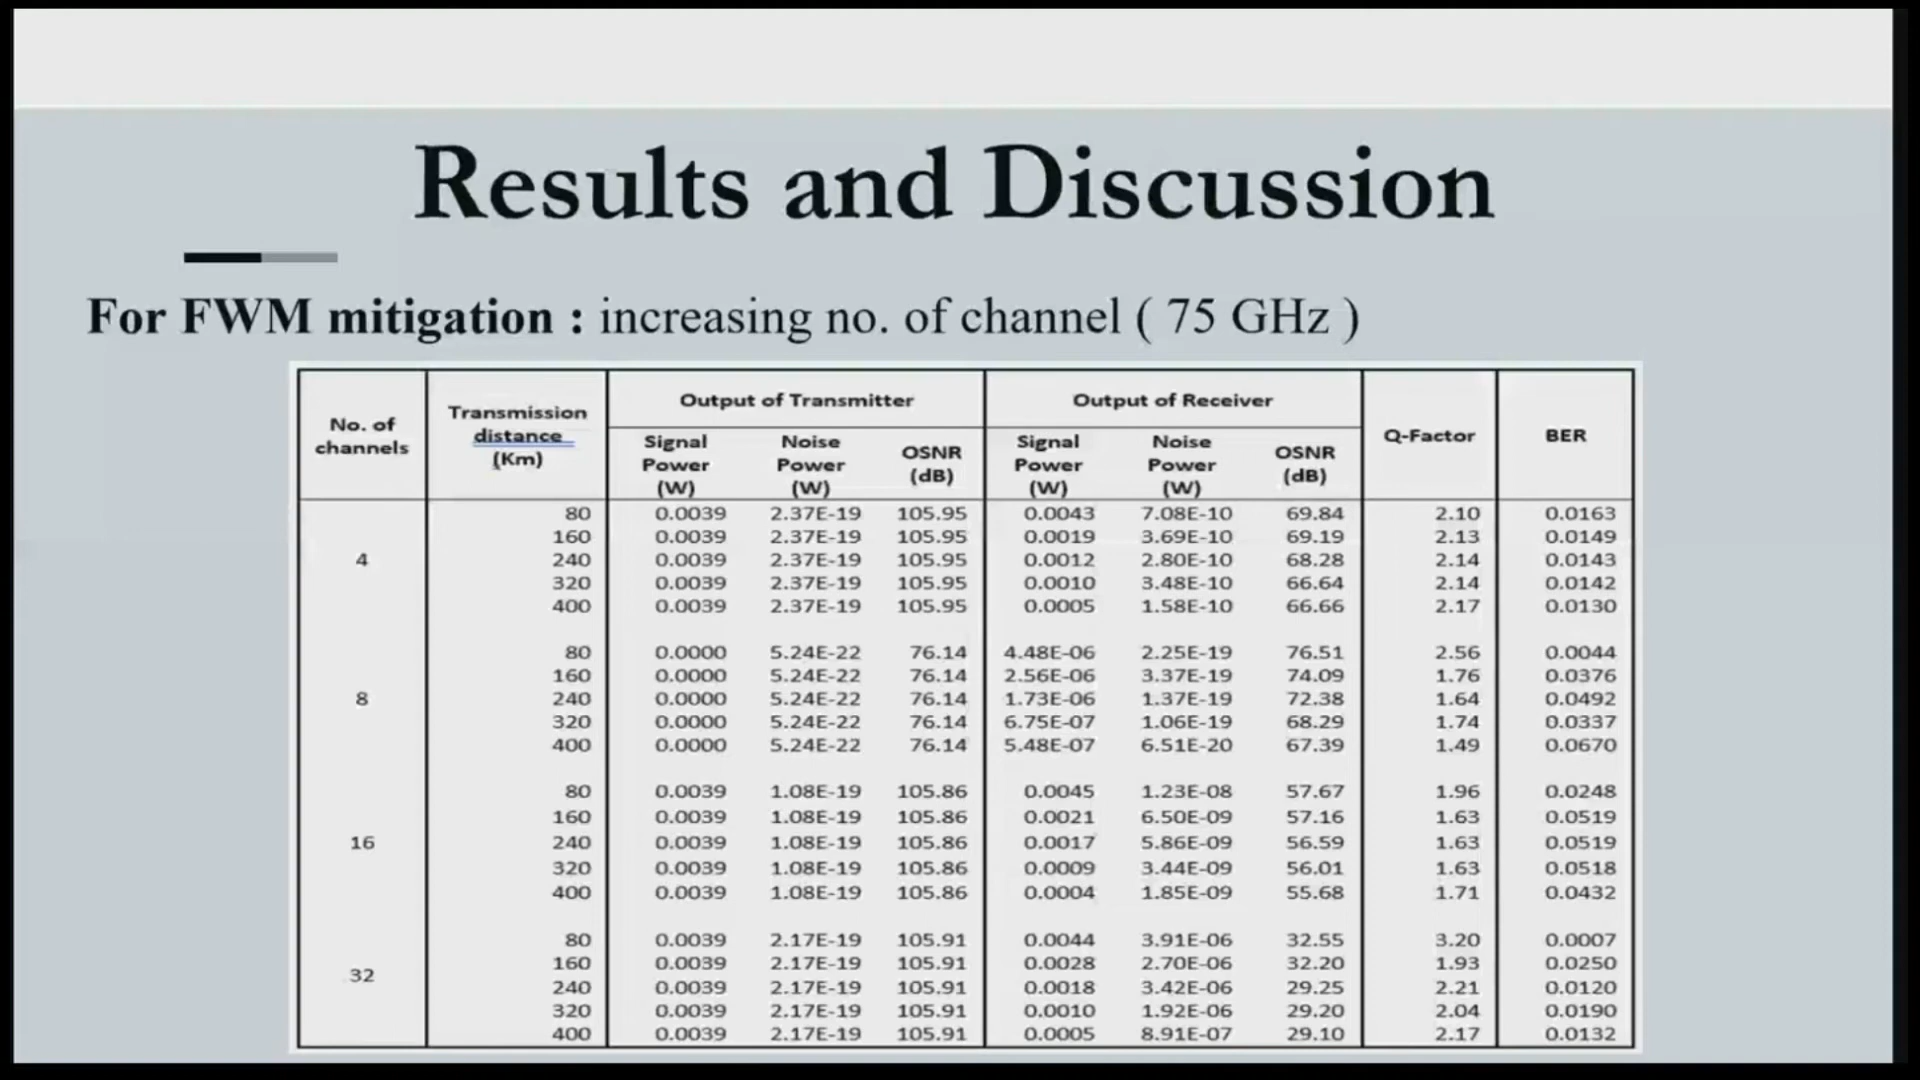 Results and Discussion
For FWM mitigation : increasing no. of channel ( 75 GHz )
No. of channels Transmission distance (Km) Output of Transmitter Output of Receiver Q-Factor BER
Signal Power (W) Noise Power (W) OSNR (dB) Signal Power (W) Noise Power (W) OSNR (dB)
80 0.0039 2.37E-19 105.95 0.0043 7.08E-10 69.84 2.10 0.0163
160 0.0039 2.37E-19 105.95 0.0019 3.69E-10 69.19 2.13 0.0149
4 240 0.0039 2.37E-19 105.95 0.0012 2.80E-10 68.28 2.14 0.0143
320 0.0039 2.37E-19 105.95 0.0010 3.48E-10 66.64 2.14 0.0142
400 0.0039 2.37E-19 105.95 0.0005 1.58E-10 66.66 2.17 0.0130
80 0.0000 5.24E-22 76.14 4.48E-06 2.25E-19 76.51 2.56 0.0044
160 0.0000 5.24E-22 76.14 2.56E-06 3.37E-19 74.09 1.76 0.0376
8 240 0.0000 5.24E-22 76.14 1.73E-06 1.37E-19 72.38 1.64 0.0492
320 0.0000 5.24E-22 76.14 6.75E-07 1.06E-19 68.29 1.74 0.0337
400 0.0000 5.24E-22 76.14 5.48E-07 6.51E-20 67.39 1.49 0.0670
80 0.0039 1.08E-19 105.86 0.0045 1.23E-08 57.67 1.96 0.0248
160 0.0039 1.08E-19 105.86 0.0021 6.50E-09 57.16 1.63 0.0519
16 240 0.0039 1.08E-19 105.86 0.0017 5.86E-09 56.59 1.63 0.0519
320 0.0039 1.08E-19 105.86 0.0009 3.44E-09 56.01 1.63 0.0518
400 0.0039 1.08E-19 105.86 0.0004 1.85E-09 55.68 1.71 0.0432
80 0.0039 2.17E-19 105.91 0.0044 3.91E-06 32.55 3.20 0.0007
160 0.0039 2.17E-19 105.91 0.0028 2.70E-06 32.20 1.93 0.0250
32 240 0.0039 2.17E-19 105.91 0.0018 3.42E-06 29.25 2.21 0.0120
320 0.0039 2.17E-19 105.91 0.0010 1.92E-06 29.20 2.04 0.0190
400 0.0039 2.17E-19 105.91 0.0005 8.91E-07 29.10 2.17 0.0132